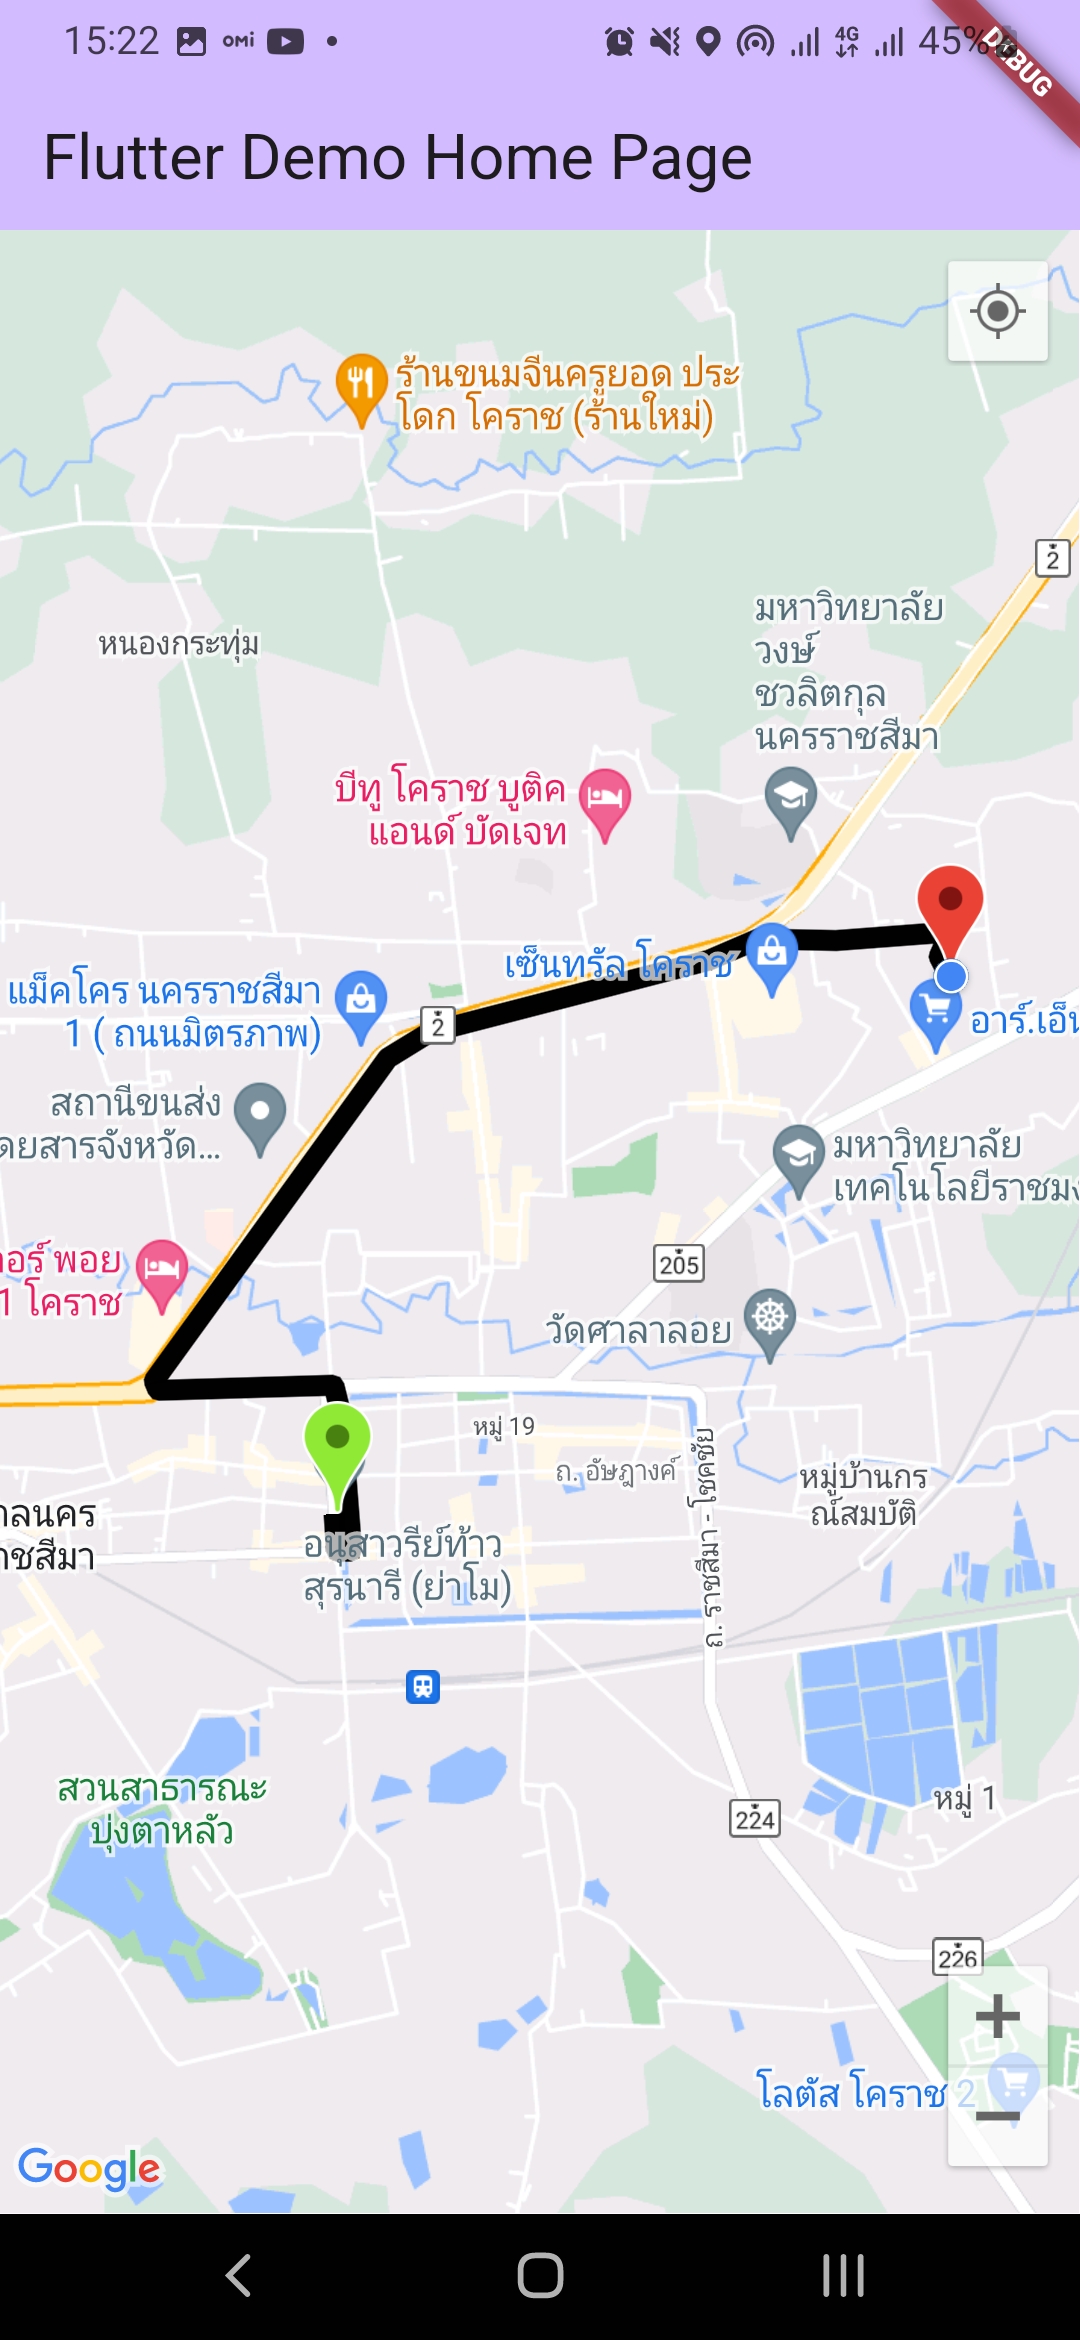 15:22
OMI
4G
45%
DEBUG
Flutter Demo Home Page
ร้านขนมจีนครูยอด ประ
โดก โคราช (ร้านใหม่)
2
มหาวิทยาลัย
วงษ์
ชวลิตกุล
นครราชสีมา
หนองกระทุ่ม
บีทู โคราช บูติค
แอนด์ บัดเจท
เซ็นทรัล โคราช
แม็คโคร นครราชสีมา
1 ( ถนนมิตรภาพ)
2
อาร์.เอ็น
สถานีขนส่ง
ดยสารจังหวัด...
มหาวิทยาลัย
เทคโนโลยีราชมง
205
อร์ พอย
1 โคราช
วัดศาลาลอย
หมู่ 19
ถ. อัษฎางค์
ถ. ราชสีมา - โชคชัย
หมู่บ้านกร
ณ์สมบัติ
าลนคร
าชสีมา
อนุสาวรีย์ท้าว
สุรนารี (ย่าโม)
สวนสาธารณะ
บุ่งตาหลัว
หมู่ 1
224
226
โลตัส โคราช 2
Google